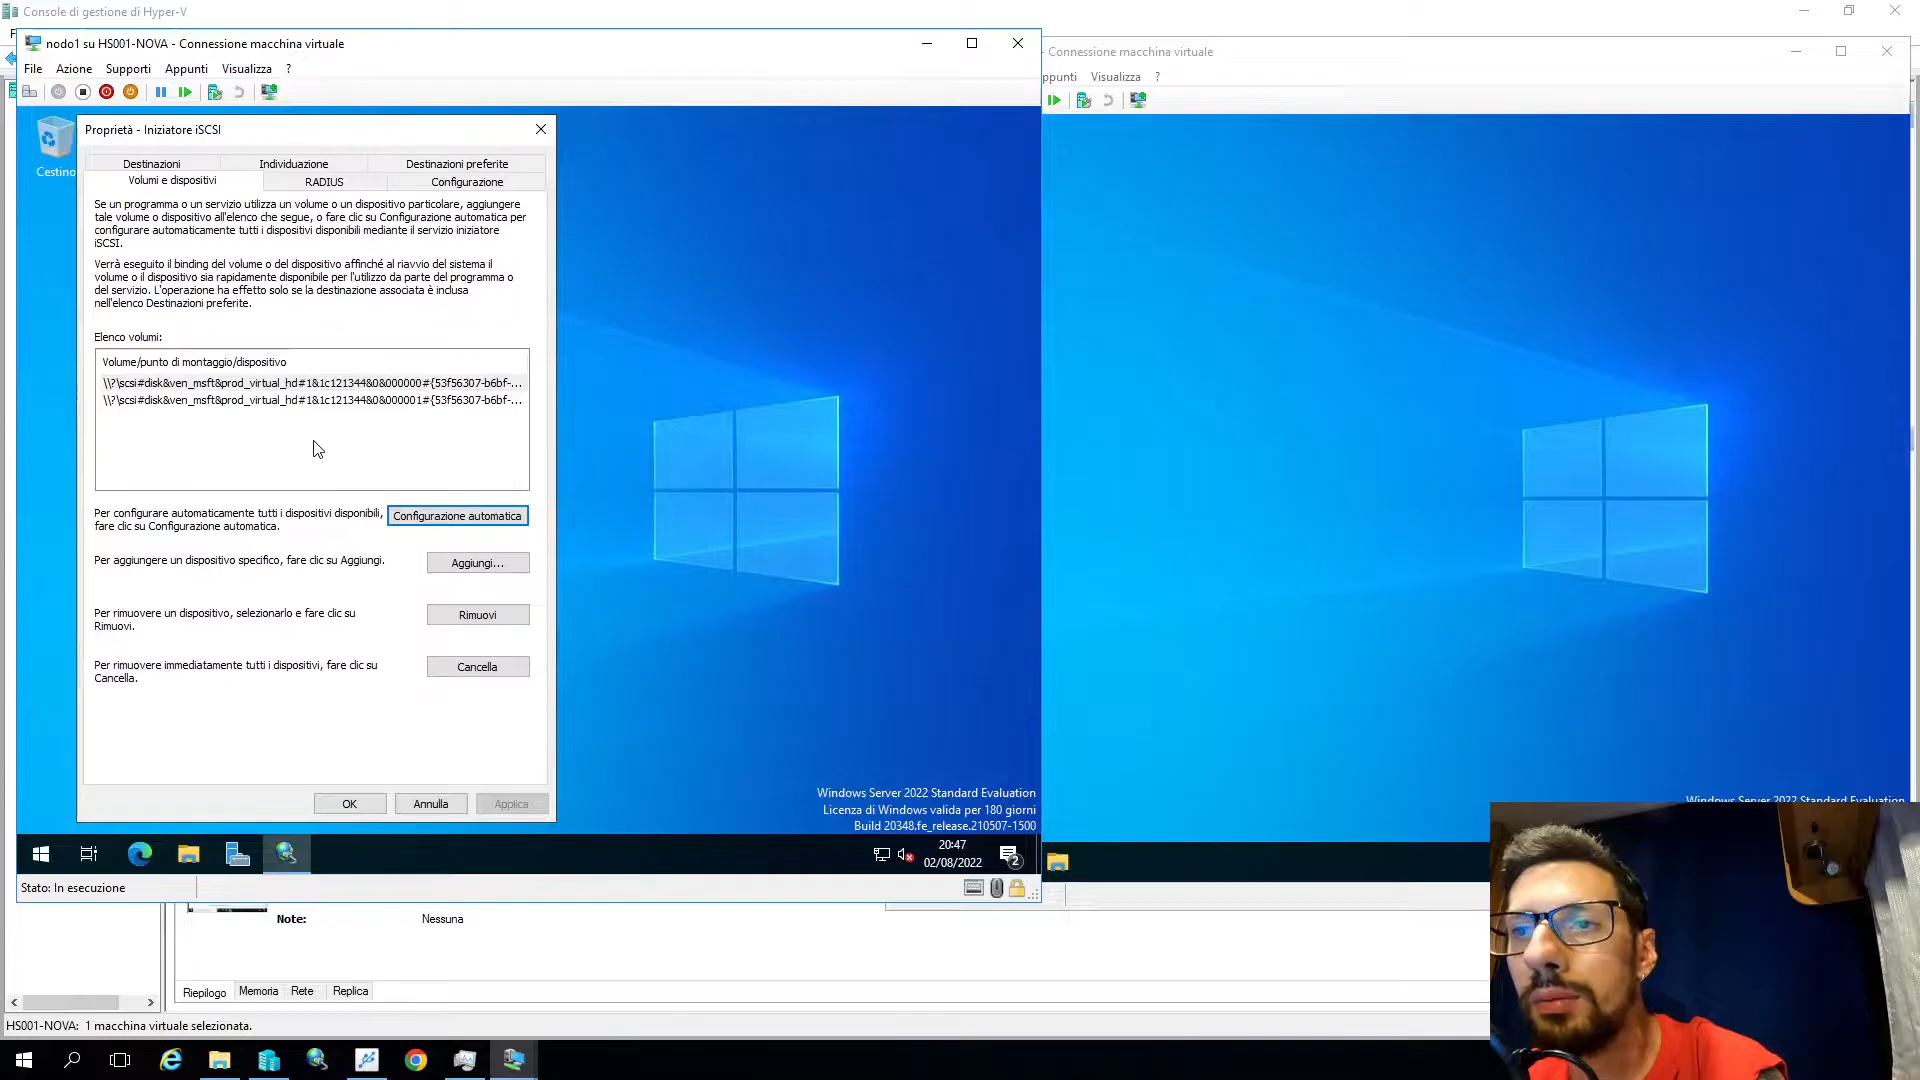 Console di gestione di Hyper-V
nodo1 su HS001-NOVA - Connessione macchina virtuale
File Azione Supporti Appunti Visualizza ?
Connessione macchina virtuale
ppunti Visualizza ?
Cestino
Proprietà - Iniziatore iSCSI
Destinazioni Individuazione Destinazioni preferite
Volumi e dispositivi RADIUS Configurazione
Se un programma o un servizio utilizza un volume o un dispositivo particolare, aggiungere
tale volume o dispositivo all'elenco che segue, o fare clic su Configurazione automatica per
configurare automaticamente tutti i dispositivi disponibili mediante il servizio iniziatore
iSCSI.
Verrà eseguito il binding del volume o del dispositivo affinché al riavvio del sistema il
volume o il dispositivo sia rapidamente disponibile per l'utilizzo da parte del programma o
del servizio. L'operazione ha effetto solo se la destinazione associata è inclusa
nell'elenco Destinazioni preferite.
Elenco volumi:
Volume/punto di montaggio/dispositivo
\\?\scsi#disk&ven_msft&prod_virtual_hd#1&1c121344&0&000000#{53f56307-b6bf-...
\\?\scsi#disk&ven_msft&prod_virtual_hd#1&1c121344&0&000001#{53f56307-b6bf-...
Per configurare automaticamente tutti i dispositivi disponibili,
fare clic su Configurazione automatica.
Configurazione automatica
Per aggiungere un dispositivo specifico, fare clic su Aggiungi.
Aggiungi...
Per rimuovere un dispositivo, selezionarlo e fare clic su
Rimuovi.
Rimuovi
Per rimuovere immediatamente tutti i dispositivi, fare clic su
Cancella.
Cancella
OK Annulla Applica
Windows Server 2022 Standard Evaluation
Licenza di Windows valida per 180 giorni
Build 20348.fe_release.210507-1500
Windows Server 2022 Standard Evaluation
20:47
02/08/2022
2
Stato: In esecuzione
Note: Nessuna
Riepilogo Memoria Rete Replica
HS001-NOVA: 1 macchina virtuale selezionata.